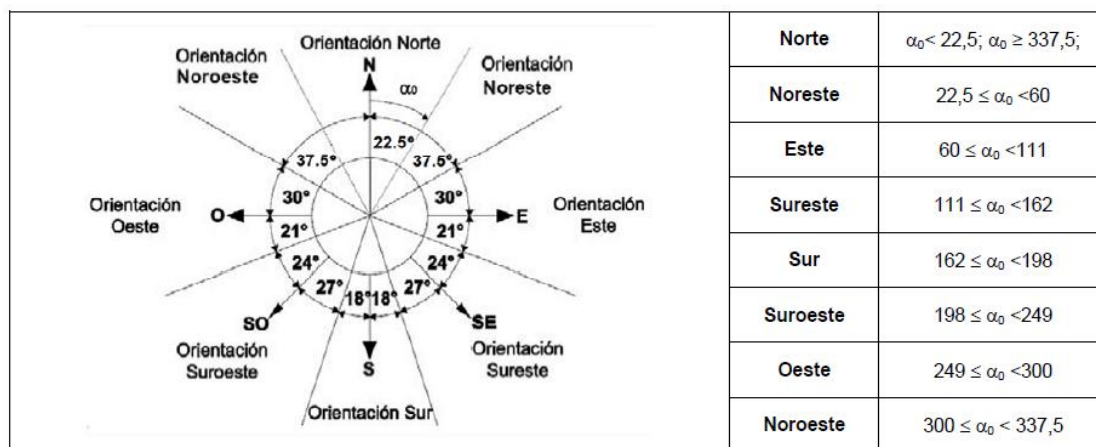 Orientación Norte
N
Orientación
Noroeste
Orientación
Noreste
α₀
22.5°
37.5°
37.5°
30°
30°
Orientación
Oeste
O
E
Orientación
Este
21°
21°
24°
24°
27°
18°
18°
27°
SO
SE
S
Orientación
Suroeste
Orientación
Sureste
Orientación Sur
Norte α₀< 22,5; α₀ ≥ 337,5;
Noreste 22,5 ≤ α₀ <60
Este 60 ≤ α₀ <111
Sureste 111 ≤ α₀ <162
Sur 162 ≤ α₀ <198
Suroeste 198 ≤ α₀ <249
Oeste 249 ≤ α₀ <300
Noroeste 300 ≤ α₀ < 337,5